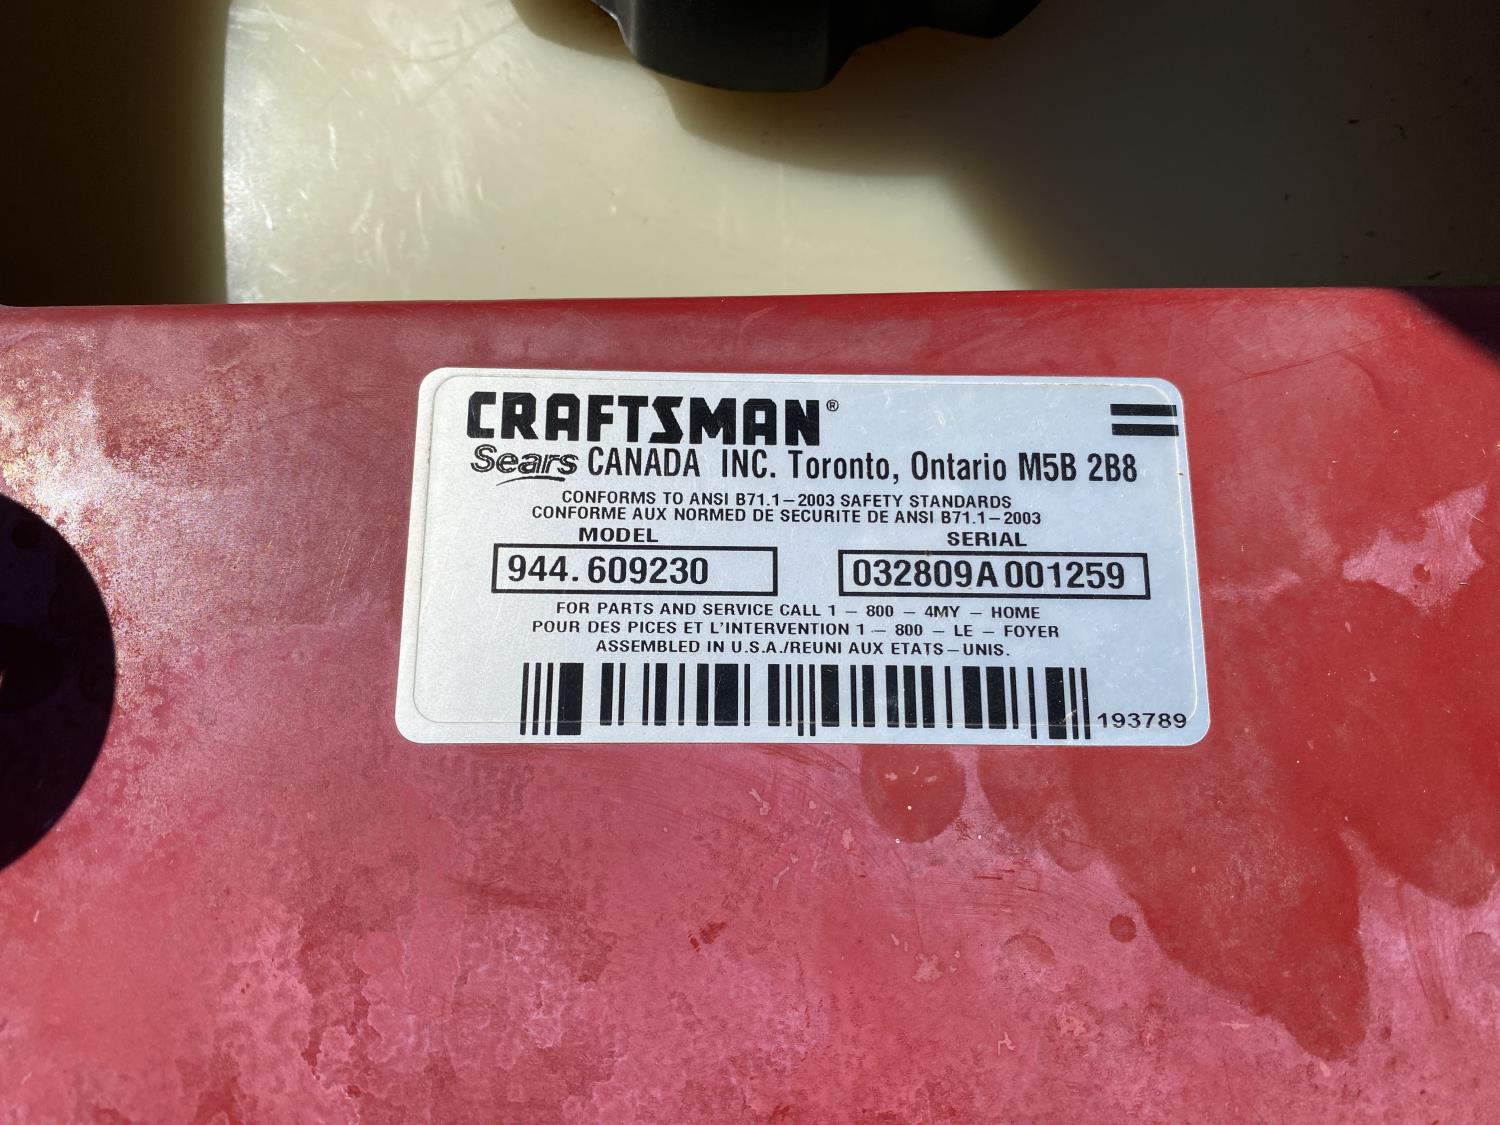 CRAFTSMAN®
Sears CANADA INC. Toronto, Ontario M5B 2B8
CONFORMS TO ANSI B71.1–2003 SAFETY STANDARDS
CONFORME AUX NORMED DE SECURITE DE ANSI B71.1–2003
MODEL SERIAL
944.609230 032809A001259
FOR PARTS AND SERVICE CALL 1 – 800 – 4MY – HOME
POUR DES PICES ET L'INTERVENTION 1 – 800 – LE – FOYER
ASSEMBLED IN U.S.A./REUNI AUX ETATS–UNIS.
193789